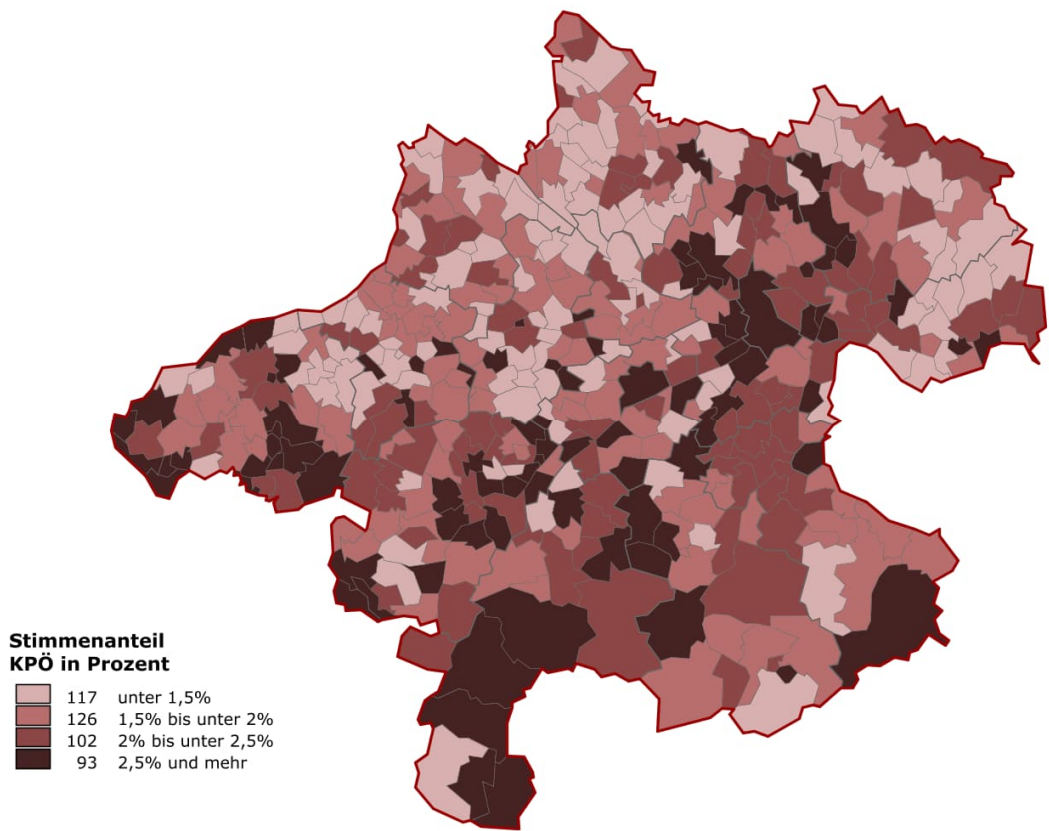 Stimmenanteil
KPÖ in Prozent
117 unter 1,5%
126 1,5% bis unter 2%
102 2% bis unter 2,5%
93 2,5% und mehr